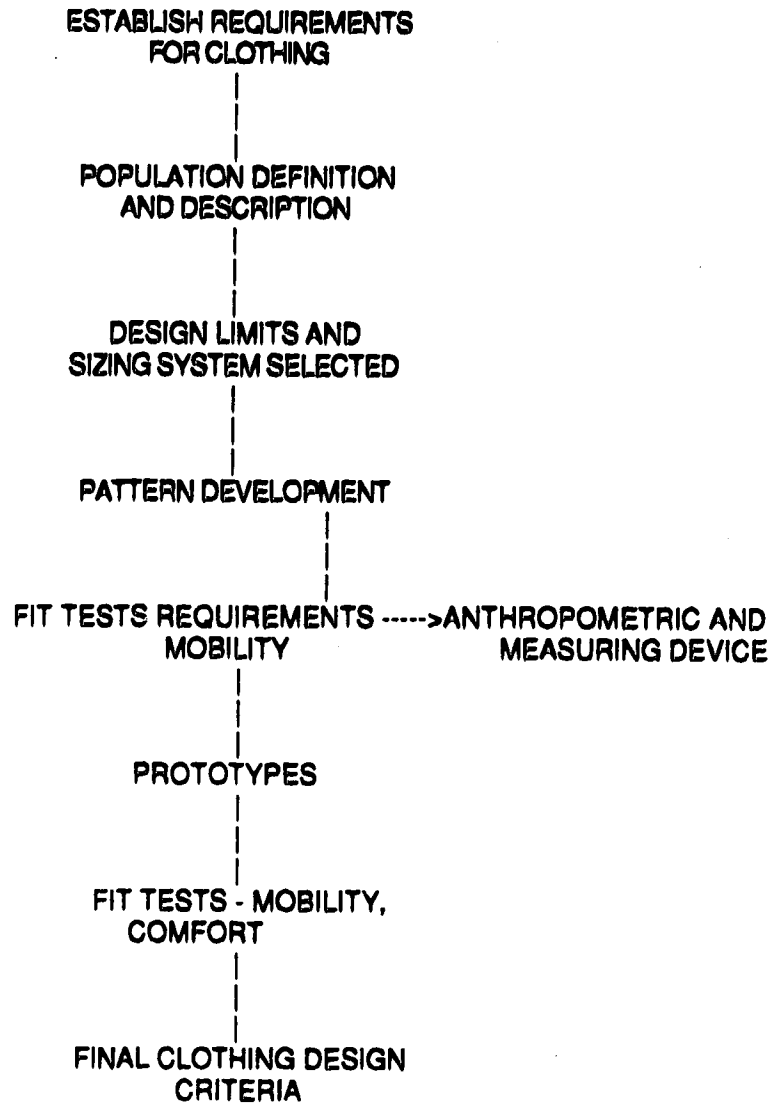 ESTABLISH REQUIREMENTS
FOR CLOTHING
POPULATION DEFINITION
AND DESCRIPTION
DESIGN LIMITS AND
SIZING SYSTEM SELECTED
PATTERN DEVELOPMENT
FIT TESTS REQUIREMENTS ----->ANTHROPOMETRIC AND
MOBILITY MEASURING DEVICE
PROTOTYPES
FIT TESTS - MOBILITY,
COMFORT
FINAL CLOTHING DESIGN
CRITERIA